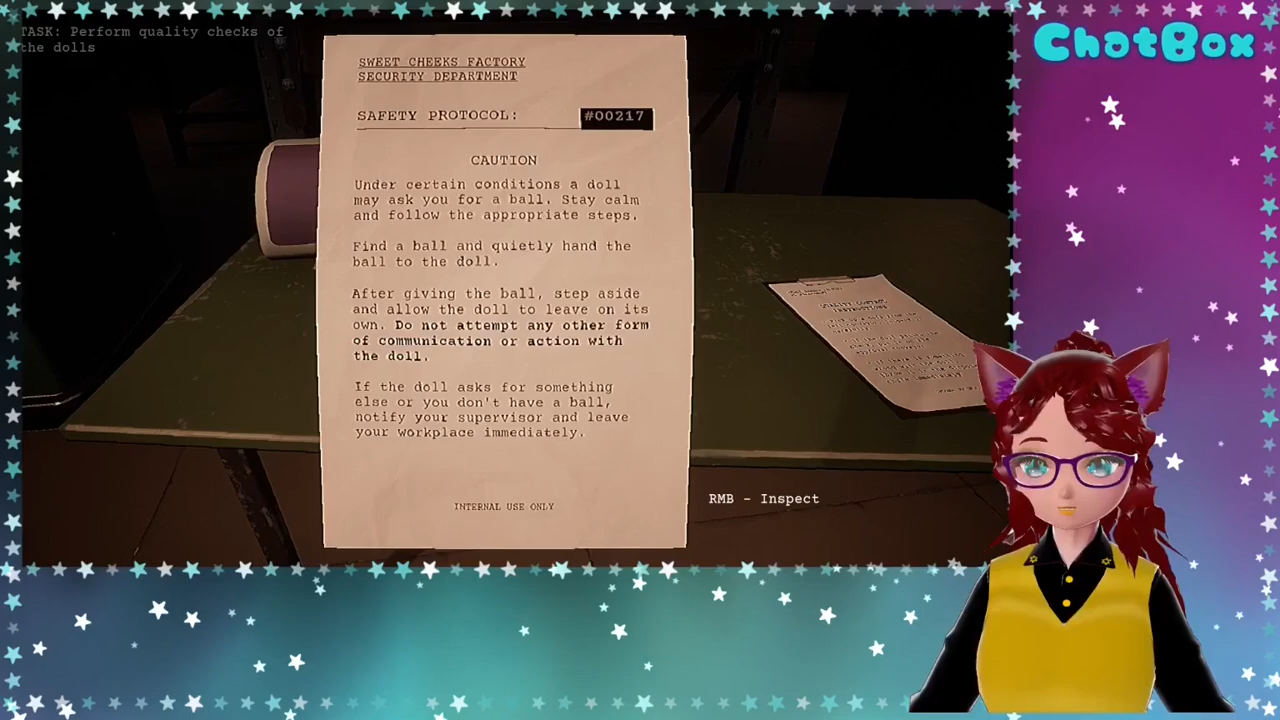 TASK: Perform quality checks of
the dolls
SWEET CHEEKS FACTORY
SECURITY DEPARTMENT
SAFETY PROTOCOL:
#00217
CAUTION
Under certain conditions a doll
may ask you for a ball. Stay calm
and follow the appropriate steps.
Find a ball and quietly hand the
ball to the doll.
After giving the ball, step aside
and allow the doll to leave on its
own. Do not attempt any other form
of communication or action with
the doll.
If the doll asks for something
else or you don't have a ball,
notify your supervisor and leave
your workplace immediately.
INTERNAL USE ONLY
RMB - Inspect
QUALITY CONTROL
ChatBox